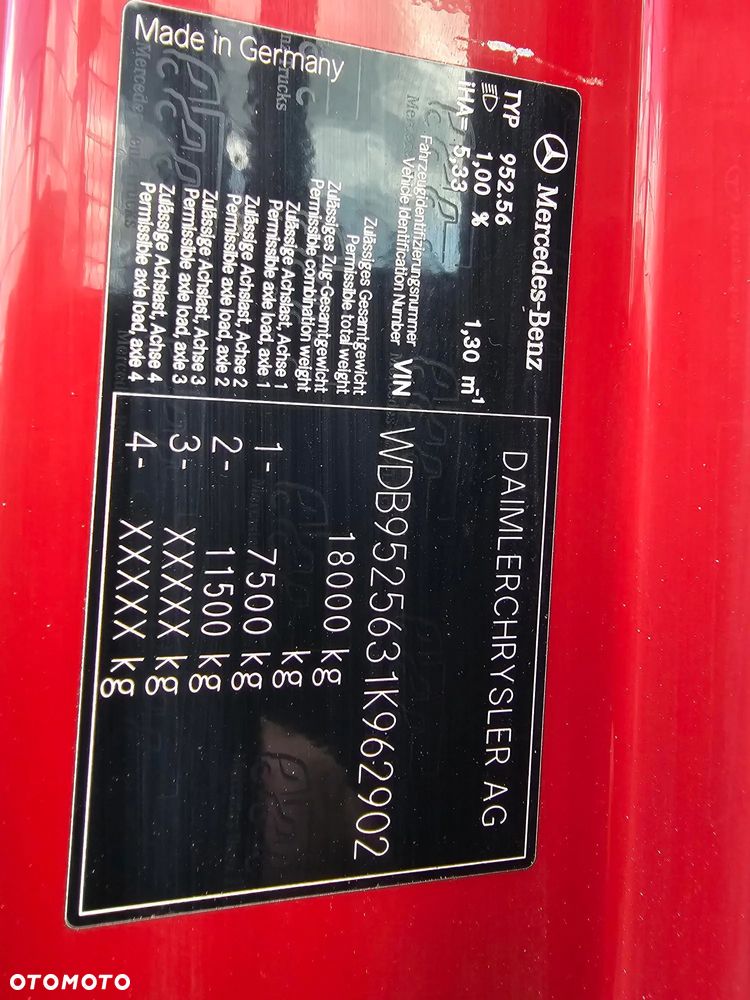 Mercedes-Benz
DAIMLERCHRYSLER AG
TYP 952.56
1,00 % 1,30 m⁻¹
iHA = 5,33
Fahrzeugidentifizierungsnummer
Vehicle Identification Number VIN WDB9525631K962902
Zulässiges Gesamtgewicht
Permissible total weight 18000 kg
Zulässiges Zug-Gesamtgewicht
Permissible combination weight kg
Zulässige Achslast, Achse 1
Permissible axle load, axle 1 1- 7500 kg
Zulässige Achslast, Achse 2
Permissible axle load, axle 2 2- 11500 kg
Zulässige Achslast, Achse 3
Permissible axle load, axle 3 3- XXXXX kg
Zulässige Achslast, Achse 4
Permissible axle load, axle 4 4- XXXXX kg
Made in Germany
OTOMOTO